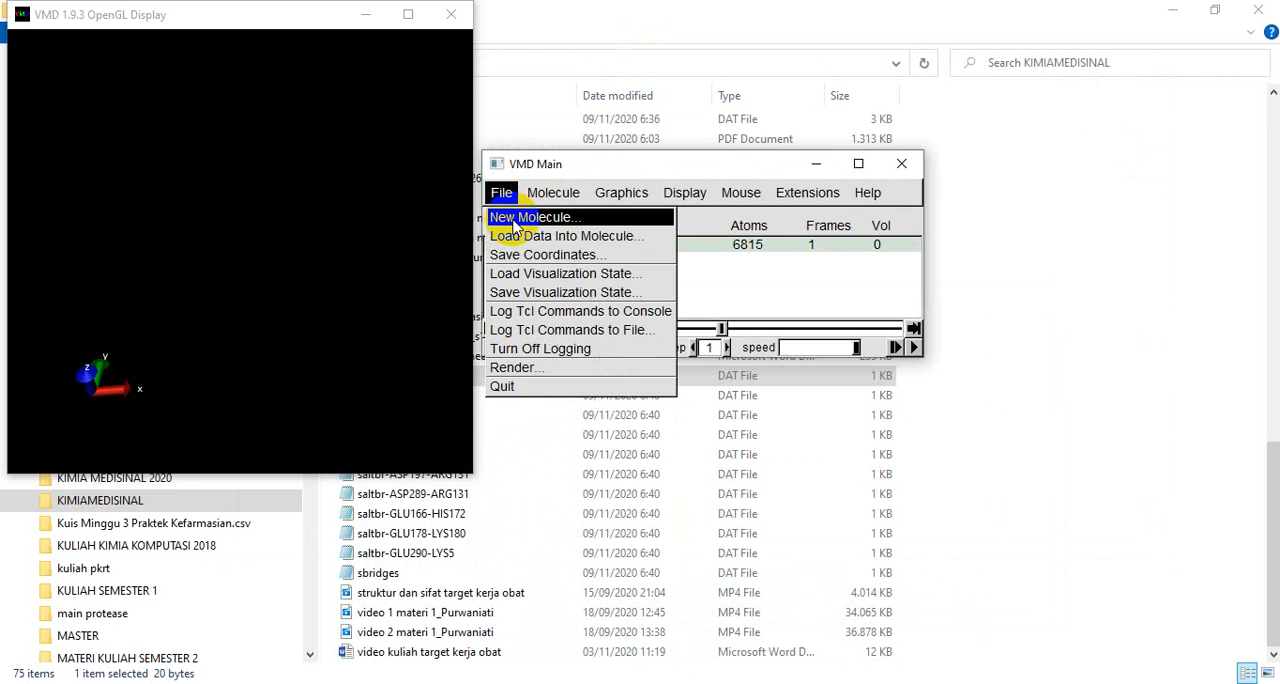 VMD 1.9.3 OpenGL Display
Search KIMIAMEDISINAL
Date modified Type Size
09/11/2020 6:36 DAT File 3 KB
09/11/2020 6:03 PDF Document 1.313 KB
VMD Main
File Molecule Graphics Display Mouse Extensions Help
New Molecule...
Load Data Into Molecule...
Save Coordinates...
Load Visualization State...
Save Visualization State...
Log Tcl Commands to Console
Log Tcl Commands to File...
Turn Off Logging
Render...
Quit
Atoms Frames Vol
6815 1 0
1 speed
y
z
x
DAT File 1 KB
DAT File 1 KB
09/11/2020 6:40 DAT File 1 KB
09/11/2020 6:40 DAT File 1 KB
09/11/2020 6:40 DAT File 1 KB
saltbr-ASP197-ARG131 09/11/2020 6:40 DAT File 1 KB
saltbr-ASP289-ARG131 09/11/2020 6:40 DAT File 1 KB
saltbr-GLU166-HIS172 09/11/2020 6:40 DAT File 1 KB
saltbr-GLU178-LYS180 09/11/2020 6:40 DAT File 1 KB
saltbr-GLU290-LYS5 09/11/2020 6:40 DAT File 1 KB
sbridges 09/11/2020 6:40 DAT File 1 KB
struktur dan sifat target kerja obat 15/09/2020 21:04 MP4 File 4.014 KB
video 1 materi 1_Purwaniati 18/09/2020 12:45 MP4 File 34.065 KB
video 2 materi 1_Purwaniati 18/09/2020 13:38 MP4 File 36.878 KB
video kuliah target kerja obat 03/11/2020 11:19 Microsoft Word D... 12 KB
KIMIA MEDISINAL 2020
KIMIAMEDISINAL
Kuis Minggu 3 Praktek Kefarmasian.csv
KULIAH KIMIA KOMPUTASI 2018
kuliah pkrt
KULIAH SEMESTER 1
main protease
MASTER
MATERI KULIAH SEMESTER 2
75 items 1 item selected 20 bytes